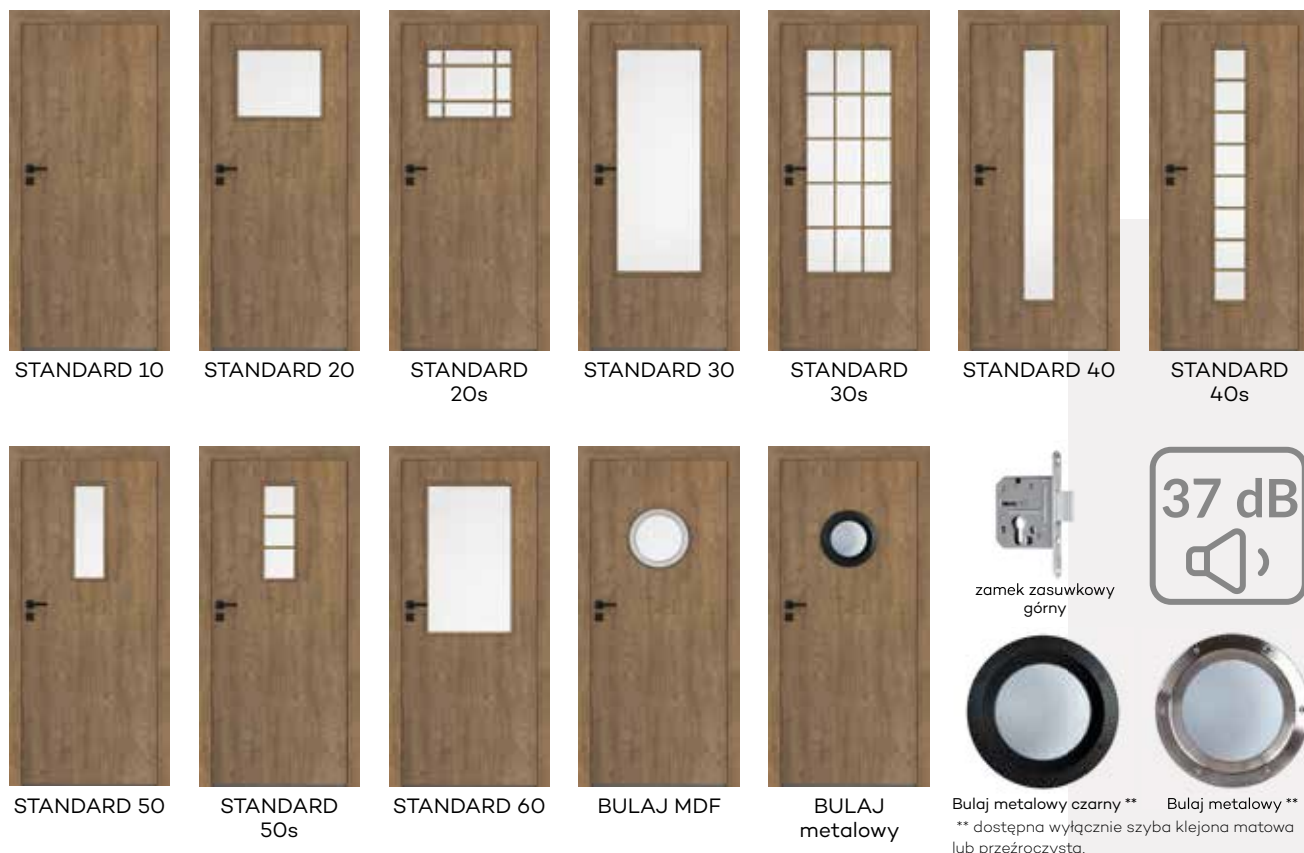 STANDARD 10
STANDARD 20
STANDARD
20s
STANDARD 30
STANDARD
30s
STANDARD 40
STANDARD
40s
STANDARD 50
STANDARD
50s
STANDARD 60
BULAJ MDF
BULAJ
metalowy
zamek zasuwkowy
górny
37 dB
Bulaj metalowy czarny **
Bulaj metalowy **
** dostępna wyłącznie szyba klejona matowa
lub przeźroczysta.